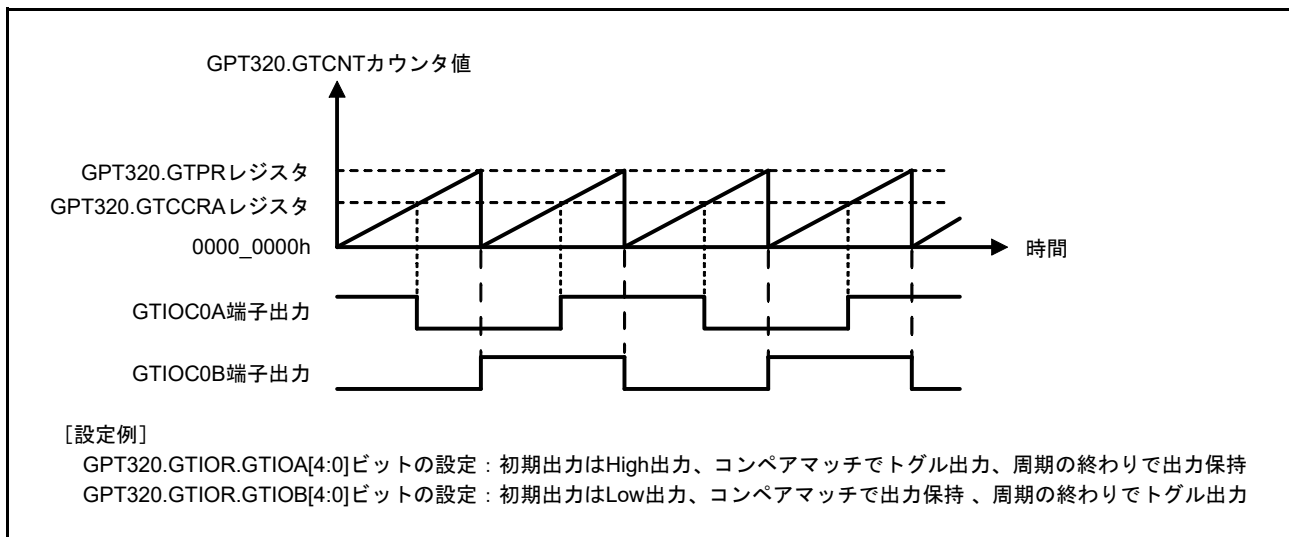 GPT320.GTCNTカウンタ値
GPT320.GTPRレジスタ
GPT320.GTCCRAレジスタ
0000_0000h
時間
GTIOC0A端子出力
GTIOC0B端子出力
[設定例]
GPT320.GTIOR.GTIOA[4:0]ビットの設定:初期出力はHigh出力、コンペアマッチでトグル出力、周期の終わりで出力保持
GPT320.GTIOR.GTIOB[4:0]ビットの設定:初期出力はLow出力、コンペアマッチで出力保持 、周期の終わりでトグル出力